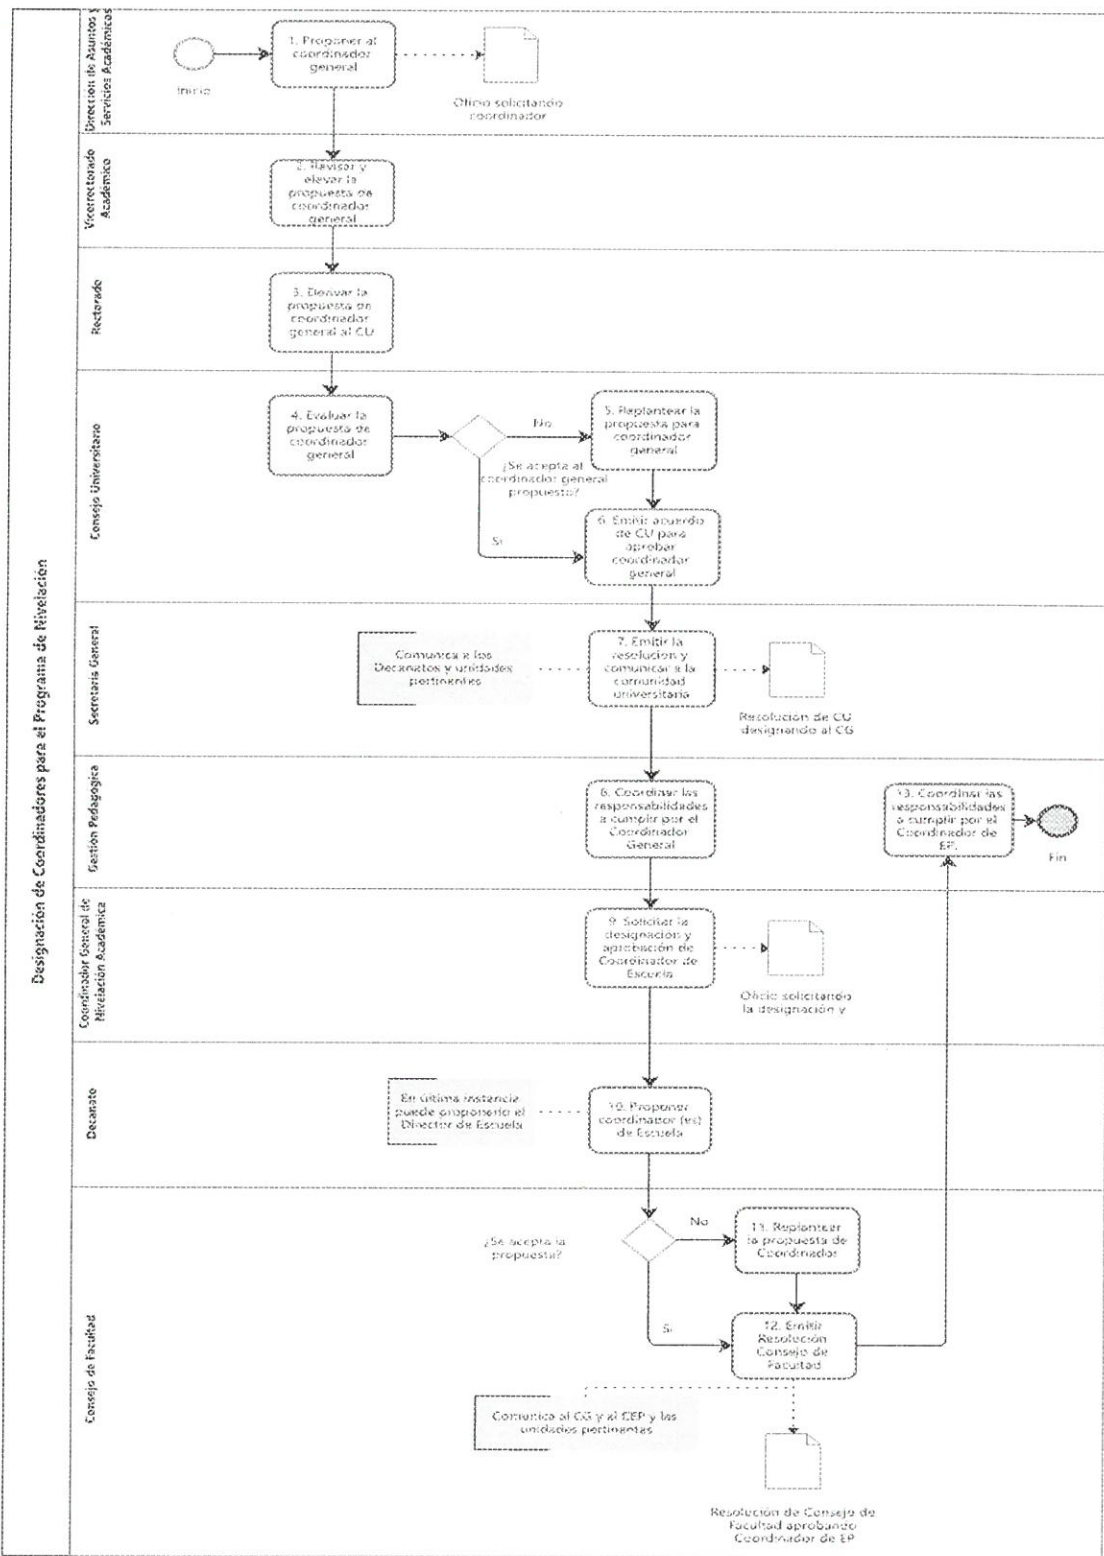 Designación de Coordinadores para el Programa de Nivelación
Dirección de Asuntos y
Servicios Académicos
Inicio
1. Proponer al
coordinador
general
Oficio solicitando
coordinador
Vicerrectorado
Académico
2. Revisar y
elevar la
propuesta de
coordinador
general
Rectorado
3. Derivar la
propuesta de
coordinador
general al CU
Consejo Universitario
4. Evaluar la
propuesta de
coordinador
general
No
¿Se acepta al
coordinador general
propuesto?
Si
5. Replantear la
propuesta para
coordinador
general
6. Emitir acuerdo
de CU para
aprobar
coordinador
general
Secretaria General
Comunica a los
Decanatos y unidades
pertinentes
7. Emitir la
resolución y
comunicar a la
comunidad
universitaria
Resolución de CU
designando al CG
Gestion Pedagogica
8. Coordinar las
responsabilidades
a cumplir por el
Coordinador
General
13. Coordinar las
responsabilidades
a cumplir por el
Coordinador de
EP.
Fin
Coordinador General de
Nivelación Académica
9. Solicitar la
designación y
aprobación de
Coordinador de
Escuela
Oficio solicitando
la designación y
Decanato
En última instancia
puede proponerlo el
Director de Escuela
10. Proponer
coordinador (es)
de Escuela
Consejo de Facultad
¿Se acepta la
propuesta?
No
Si
11. Replantear
la propuesta de
Coordinador
12. Emitir
Resolución
Consejo de
Facultad
Comunica al CG y al CEP y las
unidades pertinentes
Resolución de Consejo de
Facultad aprobando
Coordinador de EP